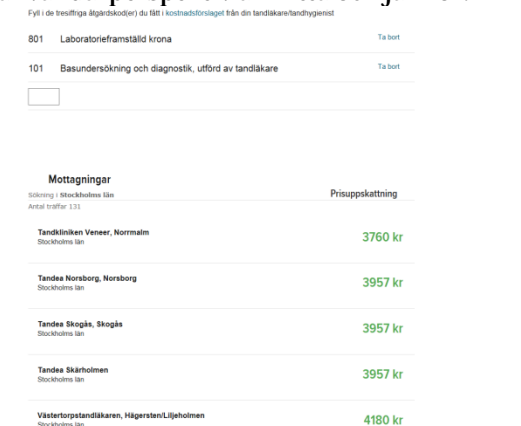 Fyll i de tresiffriga åtgärdskod(er) du fått i kostnadsförslaget från din tandläkare/tandhygienist
801 Laboratorieframställd krona Ta bort
101 Basundersökning och diagnostik, utförd av tandläkare Ta bort
Mottagningar
Sökning i Stockholms län Prisuppskattning
Antal träffar 131
Tandkliniken Veneer, Norrmalm
Stockholms län
3760 kr
Tandea Norsborg, Norsborg
Stockholms län
3957 kr
Tandea Skogås, Skogås
Stockholms län
3957 kr
Tandea Skärholmen
Stockholms län
3957 kr
Västertorpstandläkaren, Hägersten/Liljeholmen
Stockholms län
4180 kr